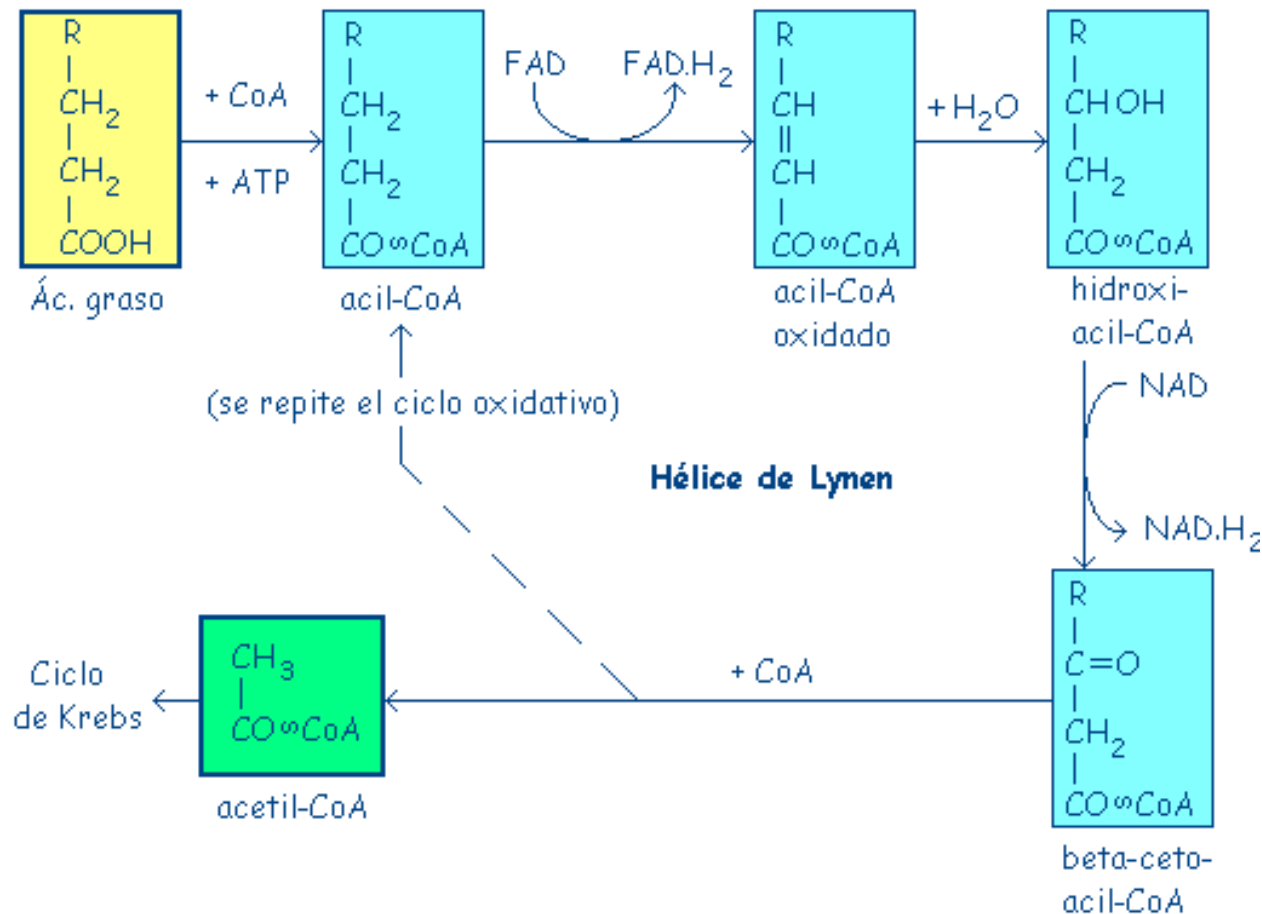 R
CH₂
CH₂
COOH
Ác. graso
+ CoA
+ ATP
R
CH₂
CH₂
CO∽CoA
acil-CoA
FAD
FAD.H₂
R
CH
CH
CO∽CoA
acil-CoA
oxidado
+ H₂O
R
CHOH
CH₂
CO∽CoA
hidroxi-
acil-CoA
(se repite el ciclo oxidativo)
NAD
Hélice de Lynen
NAD.H₂
R
C=O
CH₂
CO∽CoA
beta-ceto-
acil-CoA
+ CoA
CH₃
CO∽CoA
acetil-CoA
Ciclo
de Krebs